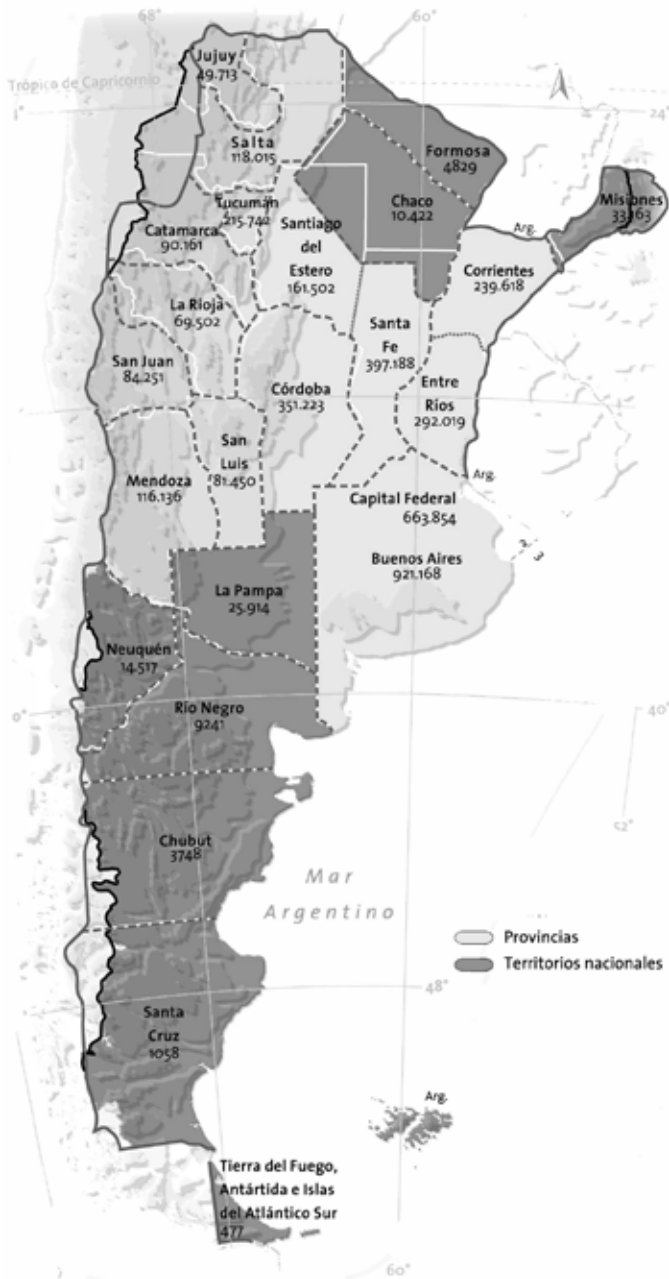 68°
60°
Jujuy
49.713
Trópico de Capricornio
24°
Salta
118.015
Formosa
4829
Chaco
10.422
Misiones
33.163
Tucumán
215.742
Catamarca
90.161
Santiago
del
Estero
161.502
Arg.
Corrientes
239.618
La Rioja
69.502
Santa
Fe
397.188
San Juan
84.251
Córdoba
351.223
Entre
Ríos
292.019
San
Luis
81.450
Mendoza
116.136
Arg.
Capital Federal
663.854
Buenos Aires
921.168
La Pampa
25.914
Neuquén
14.517
Río Negro
9241
40°
52°
Chubut
3748
Mar
Argentino
Provincias
Territorios nacionales
48°
Santa
Cruz
1058
Arg.
Tierra del Fuego,
Antártida e Islas
del Atlántico Sur
477
60°